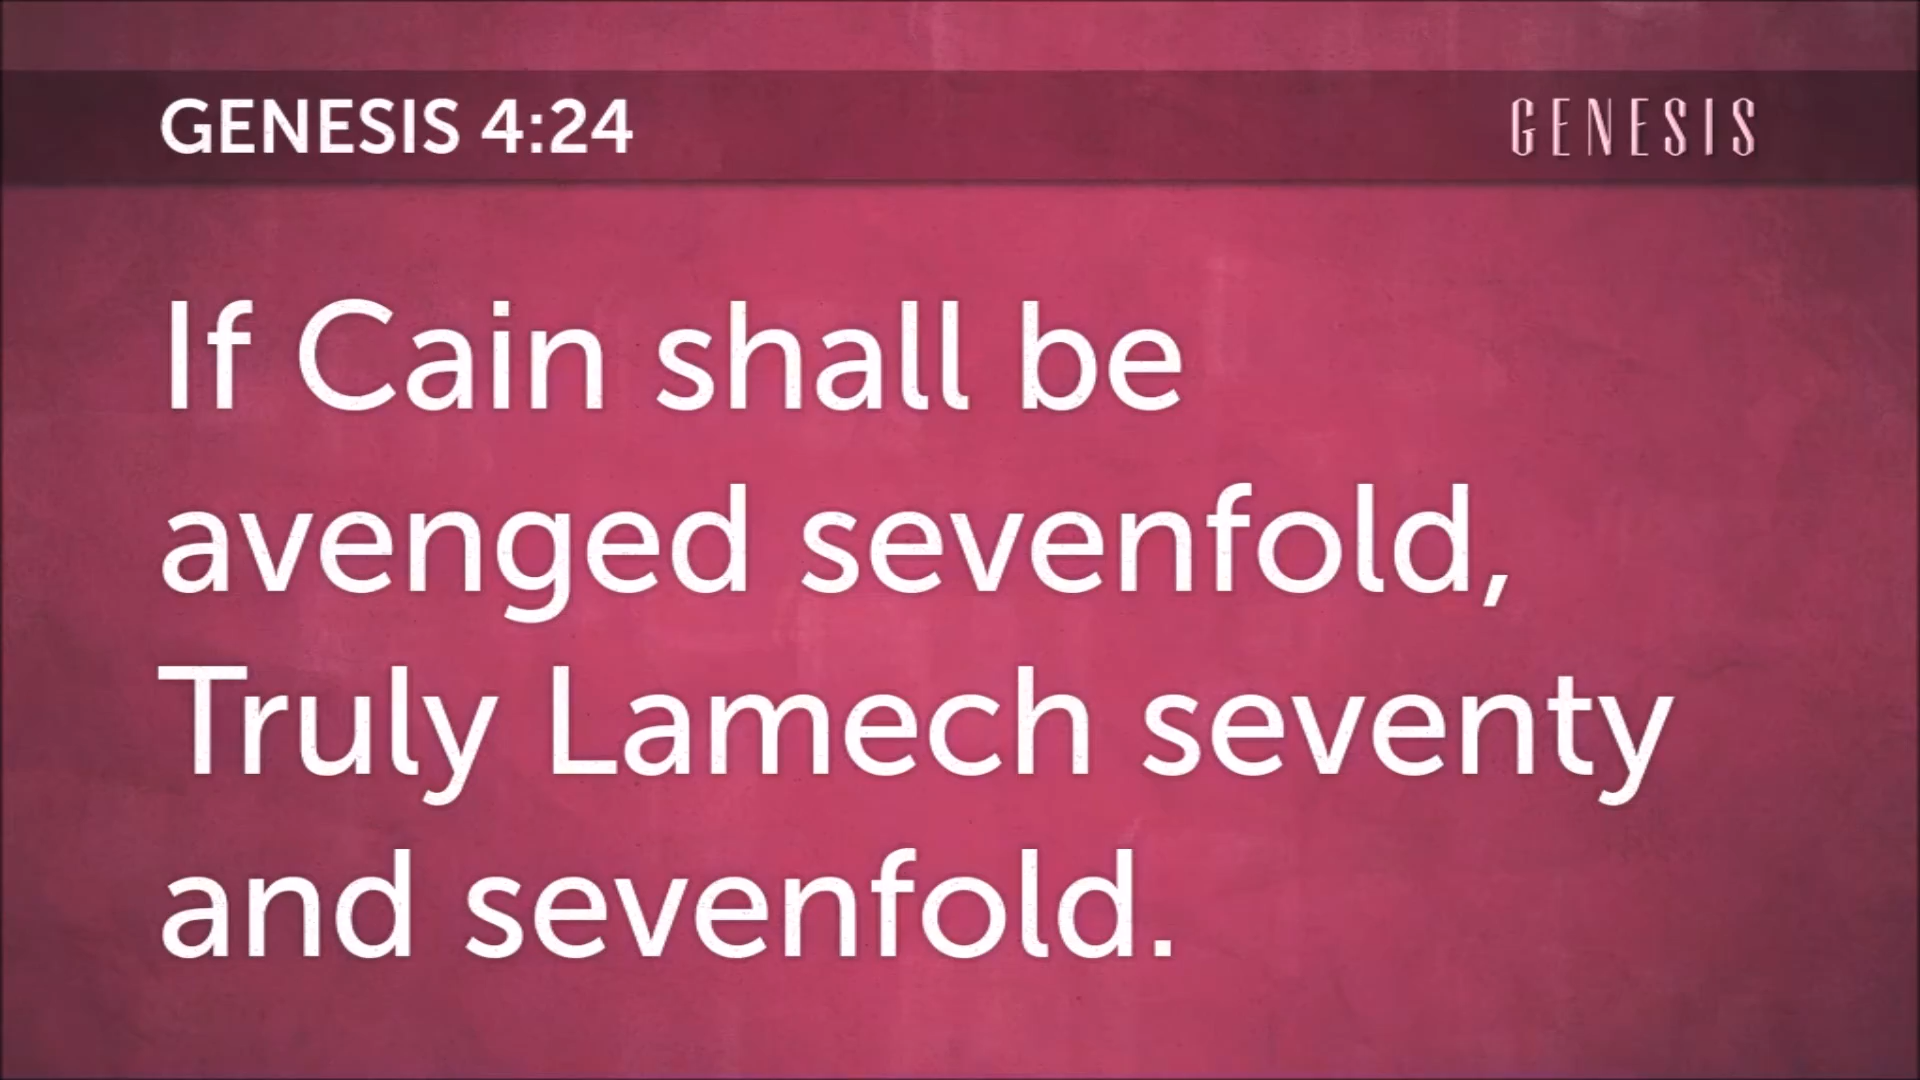 GENESIS 4:24
GENESIS
If Cain shall be
avenged sevenfold,
Truly Lamech seventy
and sevenfold.